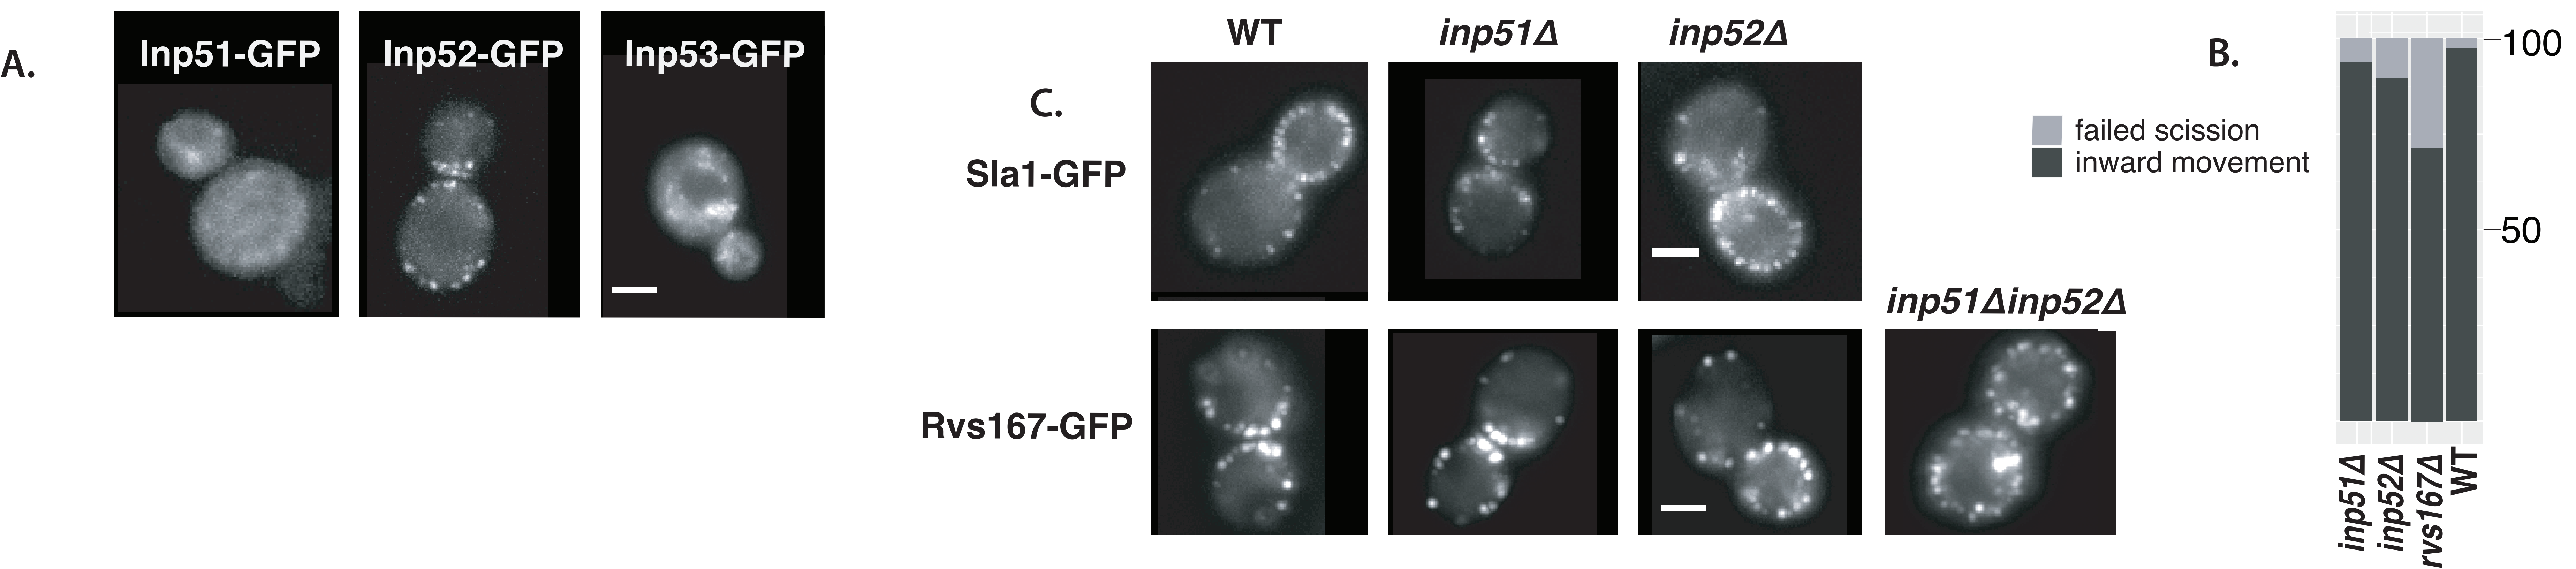 A.
Inp51-GFP
Inp52-GFP
Inp53-GFP
C.
WT
inp51Δ
inp52Δ
Sla1-GFP
inp51Δinp52Δ
Rvs167-GFP
B.
failed scission
inward movement
100
50
inp51Δ
inp52Δ
rvs167Δ
WT